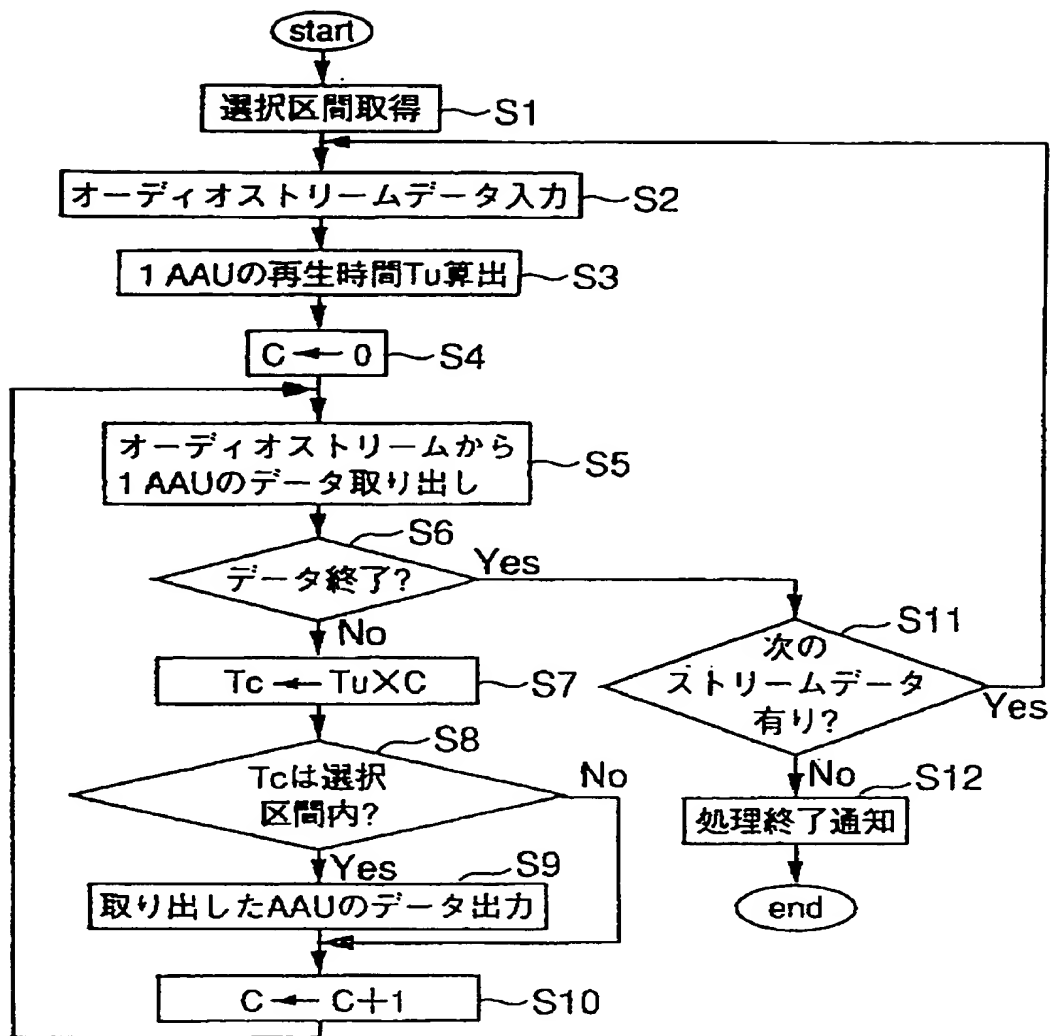 start
選択区間取得
S1
オーディオストリームデータ入力
S2
1 AAUの再生時間Tu算出
S3
C ← 0
S4
オーディオストリームから
1 AAUのデータ取り出し
S5
S6
データ終了?
Yes
No
Tc ← Tu×C
S7
S8
Tcは選択
区間内?
No
Yes
S9
取り出したAAUのデータ出力
C ← C+1
S10
S11
次の
ストリームデータ
有り?
Yes
No
S12
処理終了通知
end